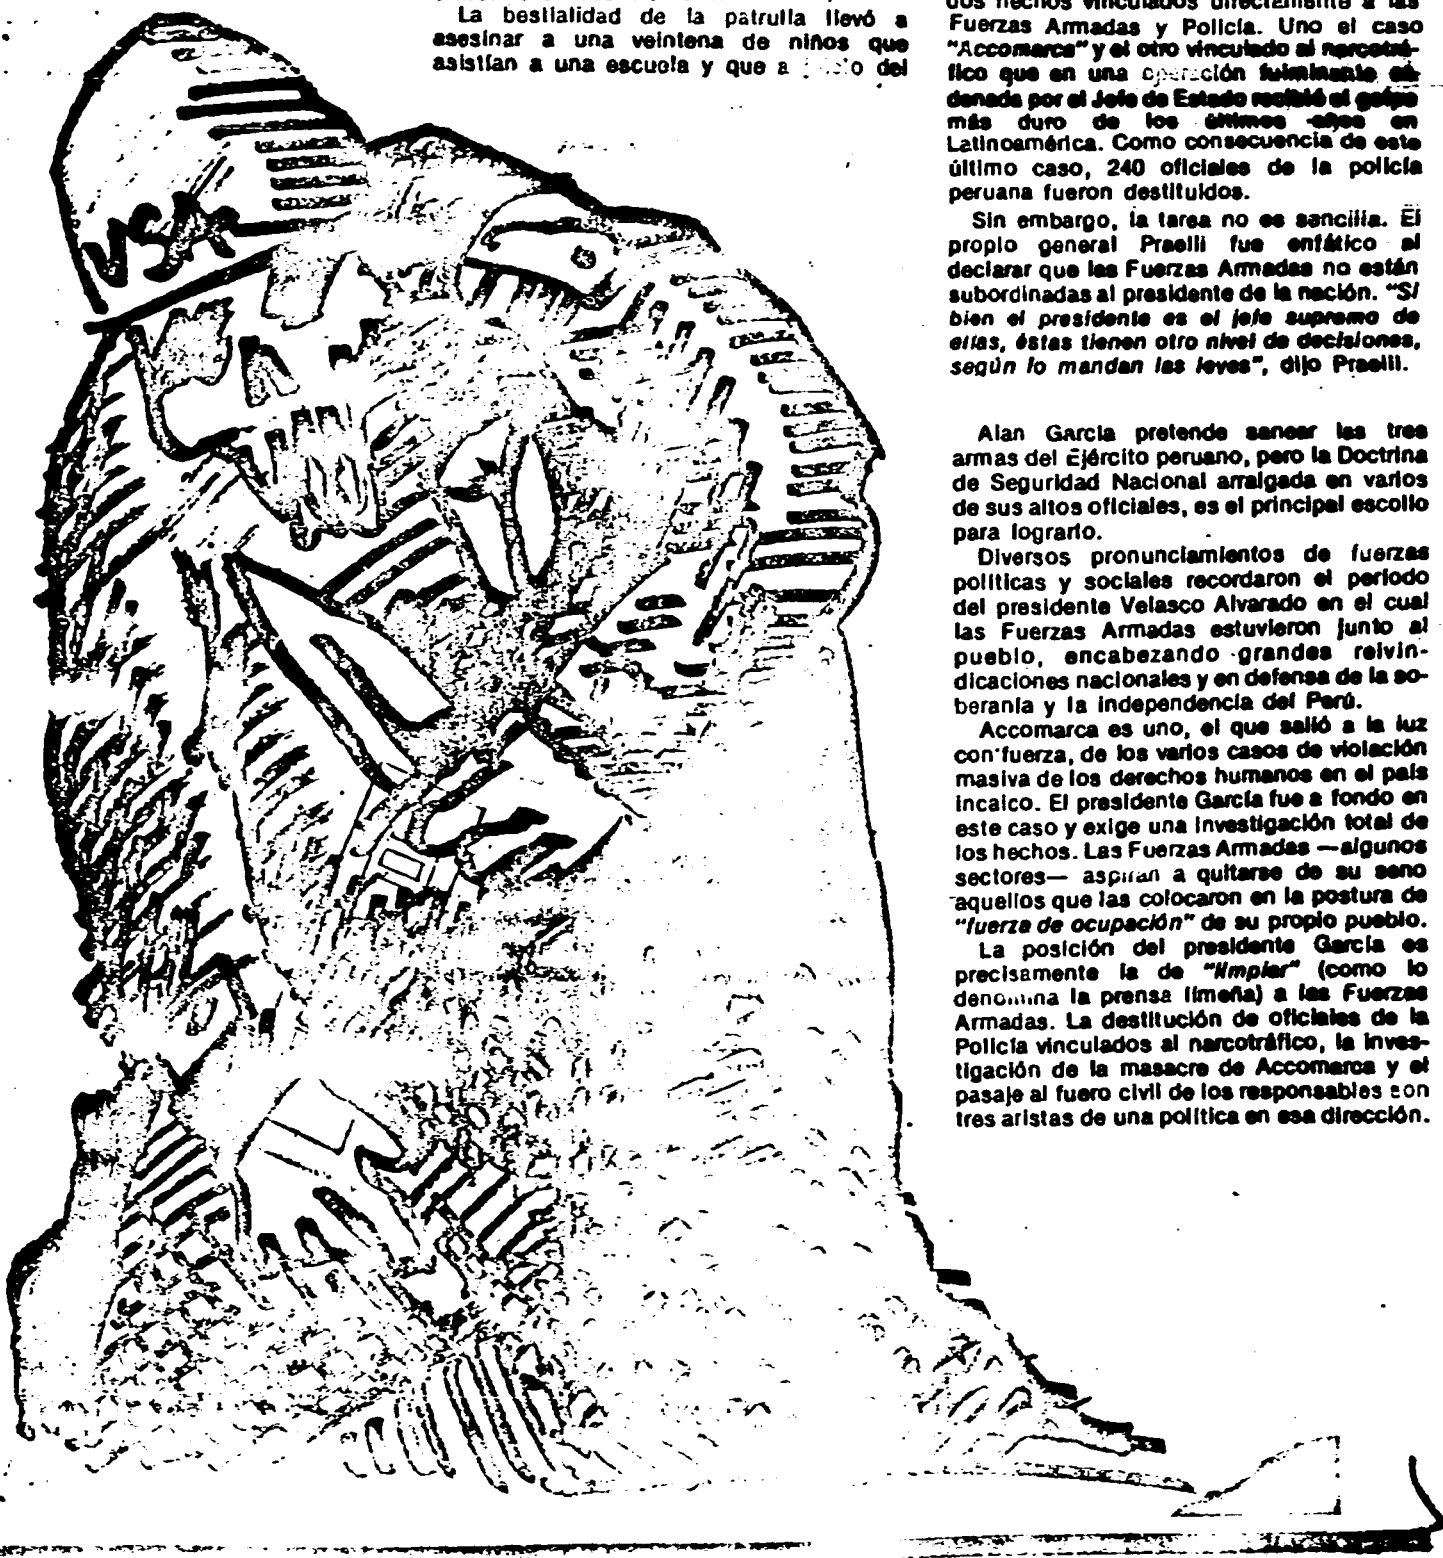 La bestialidad de la patrulla llevó a
asesinar a una veintena de niños que
asistían a una escuela y que a del
dos hechos vinculados directamente a las
Fuerzas Armadas y Policía. Uno el caso
"Accomarca" y el otro vinculado al narcotrá-
fico que en una operación fulminante or-
denada por el Jefe de Estado recibió el golpe
más duro de los últimos años en
Latinoamérica. Como consecuencia de este
último caso, 240 oficiales de la policía
peruana fueron destituidos.
Sin embargo, la tarea no es sencilla. El
propio general Praelli fue enfático al
declarar que las Fuerzas Armadas no están
subordinadas al presidente de la nación. "Si
bien el presidente es el jefe supremo de
ellas, éstas tienen otro nivel de decisiones,
según lo mandan las leyes", dijo Praelli.
Alan García pretende sanear las tres
armas del Ejército peruano, pero la Doctrina
de Seguridad Nacional arraigada en varios
de sus altos oficiales, es el principal escollo
para lograrlo.
Diversos pronunciamientos de fuerzas
políticas y sociales recordaron el período
del presidente Velasco Alvarado en el cual
las Fuerzas Armadas estuvieron junto al
pueblo, encabezando grandes reivin-
dicaciones nacionales y en defensa de la so-
beranía y la independencia del Perú.
Accomarca es uno, el que salió a la luz
con fuerza, de los varios casos de violación
masiva de los derechos humanos en el país
incaico. El presidente García fue a fondo en
este caso y exige una investigación total de
los hechos. Las Fuerzas Armadas —algunos
sectores— aspiran a quitarse de su seno
aquellos que las colocaron en la postura de
"fuerza de ocupación" de su propio pueblo.
La posición del presidente García es
precisamente la de "limpiar" (como lo
denomina la prensa limeña) a las Fuerzas
Armadas. La destitución de oficiales de la
Policía vinculados al narcotráfico, la inves-
tigación de la masacre de Accomarca y el
pasaje al fuero civil de los responsables son
tres aristas de una política en esa dirección.
USA